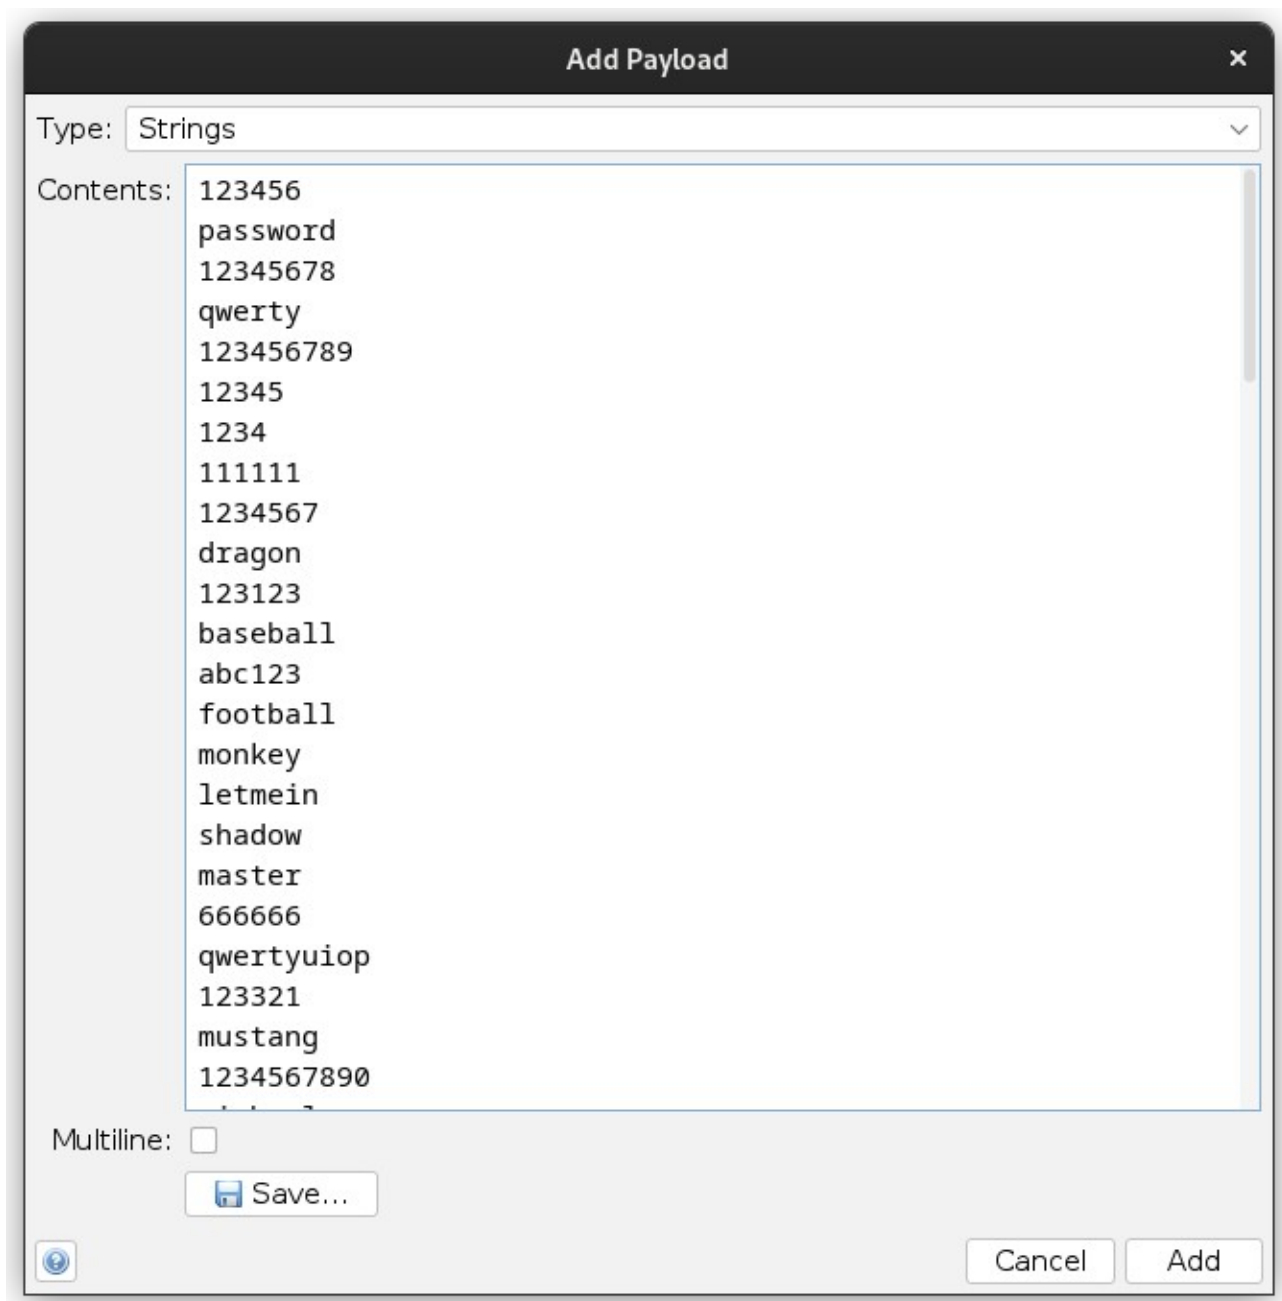 Add Payload ×
Type: Strings
Contents: 123456
password
12345678
qwerty
123456789
12345
1234
111111
1234567
dragon
123123
baseball
abc123
football
monkey
letmein
shadow
master
666666
qwertyuiop
123321
mustang
1234567890
Multiline:
Save...
Cancel Add